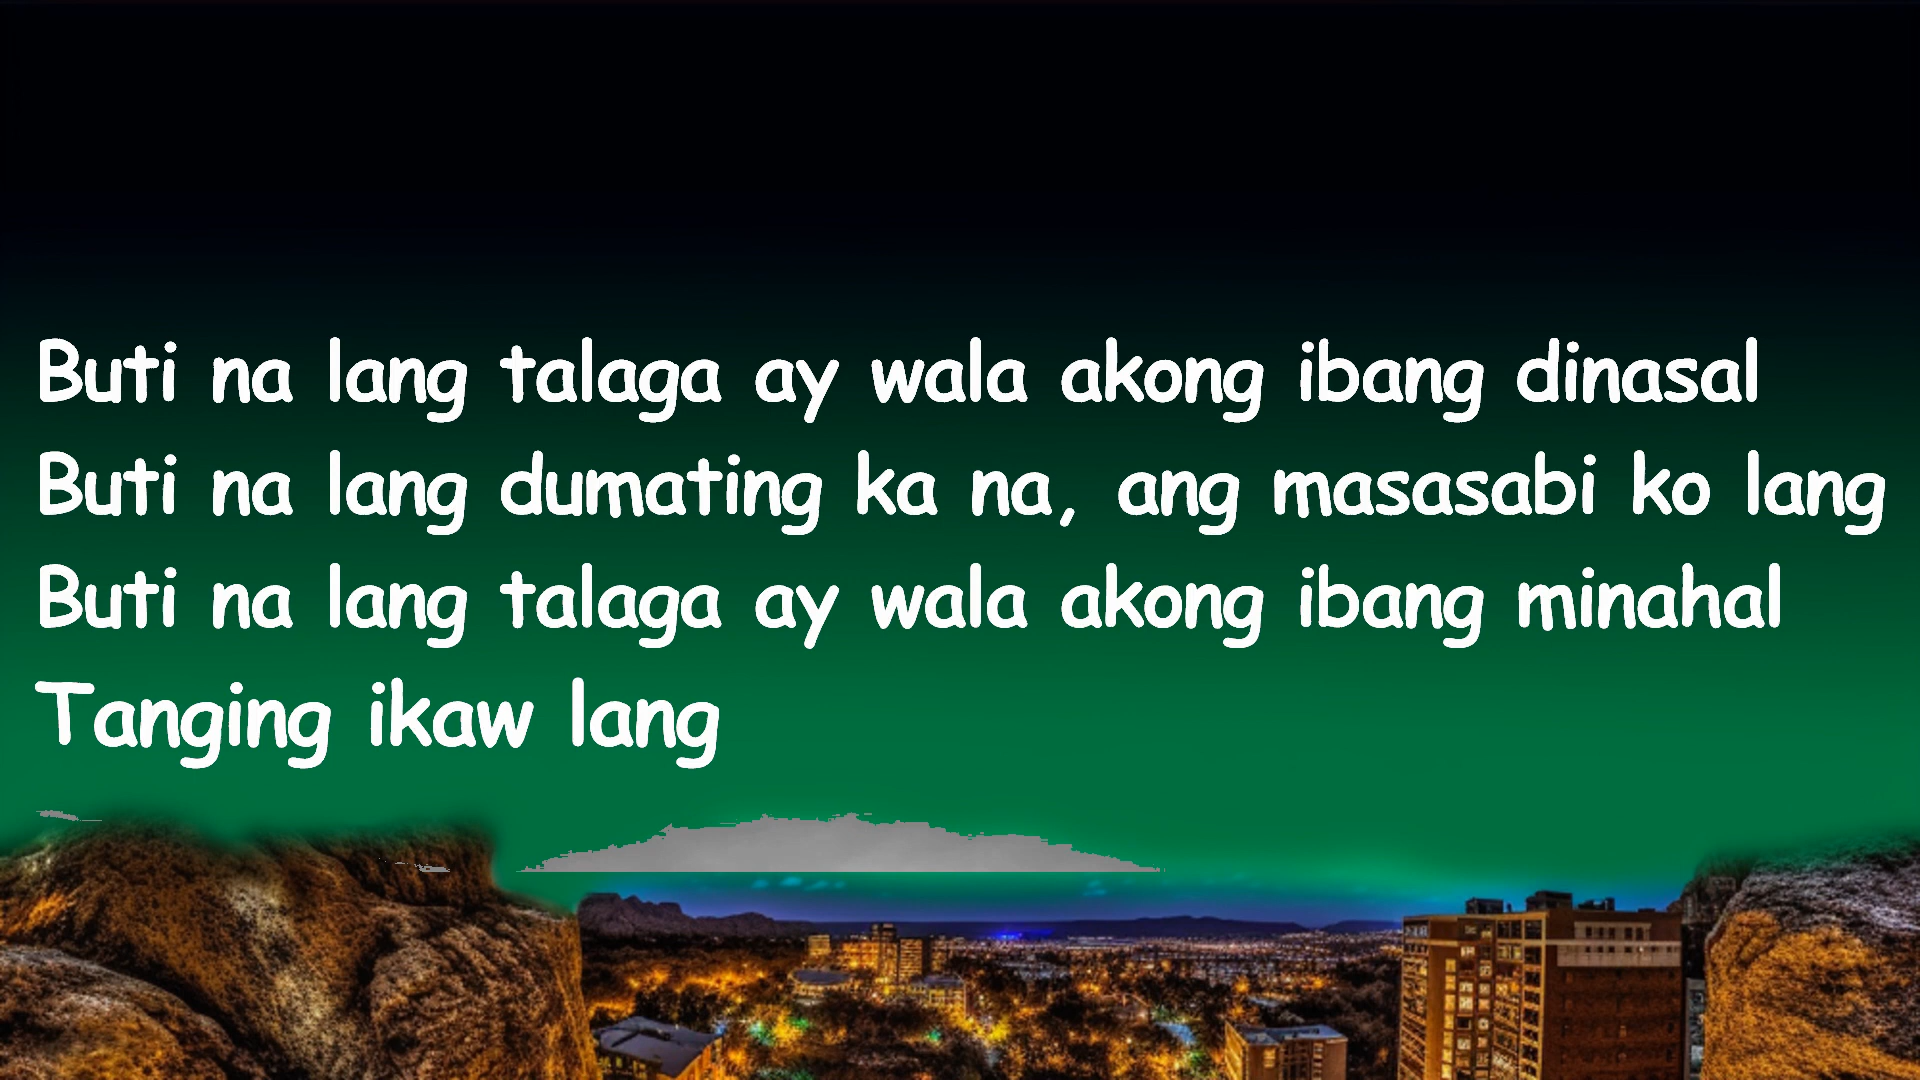 Buti na lang talaga ay wala akong ibang dinasal
Buti na lang dumating ka na, ang masasabi ko lang
Buti na lang talaga ay wala akong ibang minahal
Tanging ikaw lang